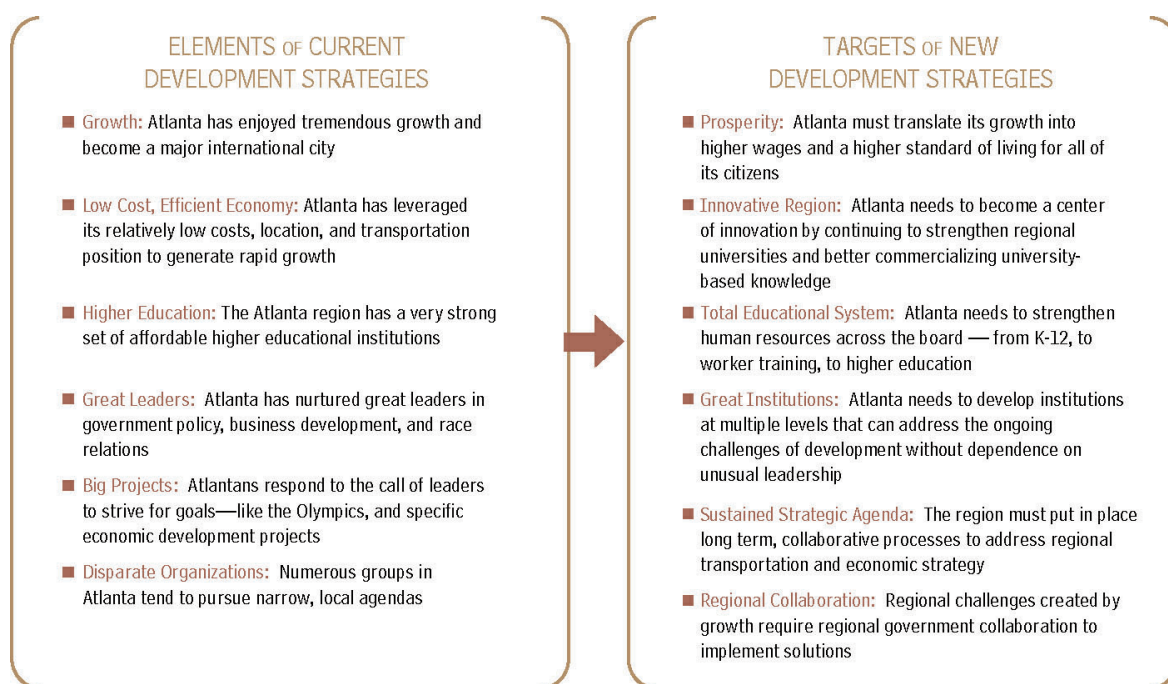 ELEMENTS OF CURRENT
DEVELOPMENT STRATEGIES
Growth: Atlanta has enjoyed tremendous growth and
become a major international city
Low Cost, Efficient Economy: Atlanta has leveraged
its relatively low costs, location, and transportation
position to generate rapid growth
Higher Education: The Atlanta region has a very strong
set of affordable higher educational institutions
Great Leaders: Atlanta has nurtured great leaders in
government policy, business development, and race
relations
Big Projects: Atlantans respond to the call of leaders
to strive for goals—like the Olympics, and specific
economic development projects
Disparate Organizations: Numerous groups in
Atlanta tend to pursue narrow, local agendas
TARGETS OF NEW
DEVELOPMENT STRATEGIES
Prosperity: Atlanta must translate its growth into
higher wages and a higher standard of living for all of
its citizens
Innovative Region: Atlanta needs to become a center
of innovation by continuing to strengthen regional
universities and better commercializing university-
based knowledge
Total Educational System: Atlanta needs to strengthen
human resources across the board — from K-12, to
worker training, to higher education
Great Institutions: Atlanta needs to develop institutions
at multiple levels that can address the ongoing
challenges of development without dependence on
unusual leadership
Sustained Strategic Agenda: The region must put in place
long term, collaborative processes to address regional
transportation and economic strategy
Regional Collaboration: Regional challenges created by
growth require regional government collaboration to
implement solutions